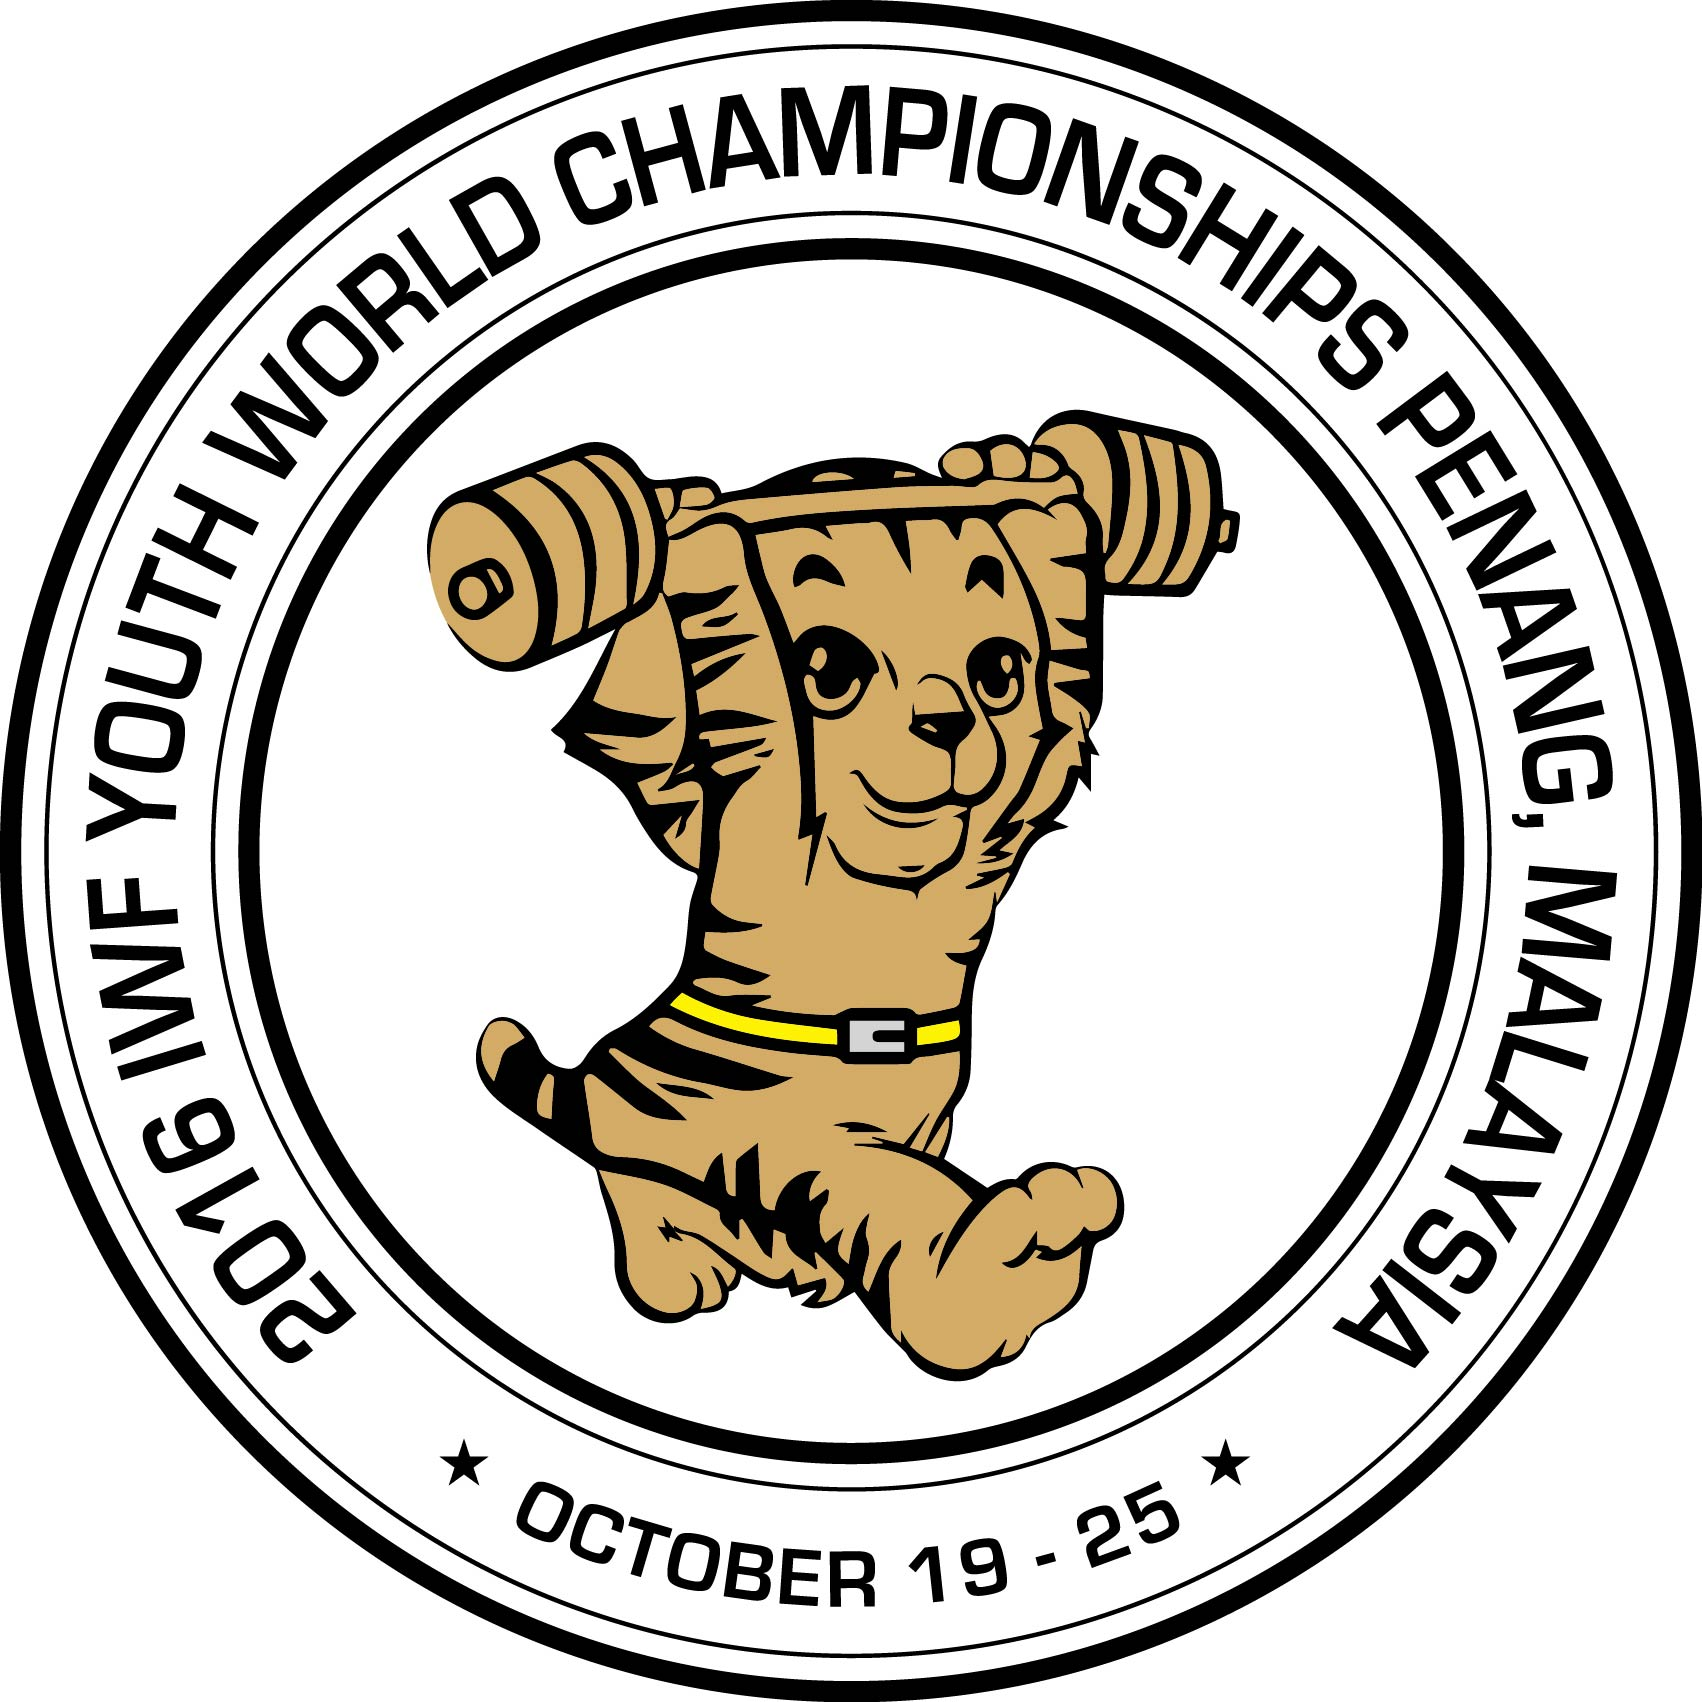 2016 IWF YOUTH WORLD CHAMPIONSHIPS PENANG, MALAYSIA
★ OCTOBER 19 - 25 ★